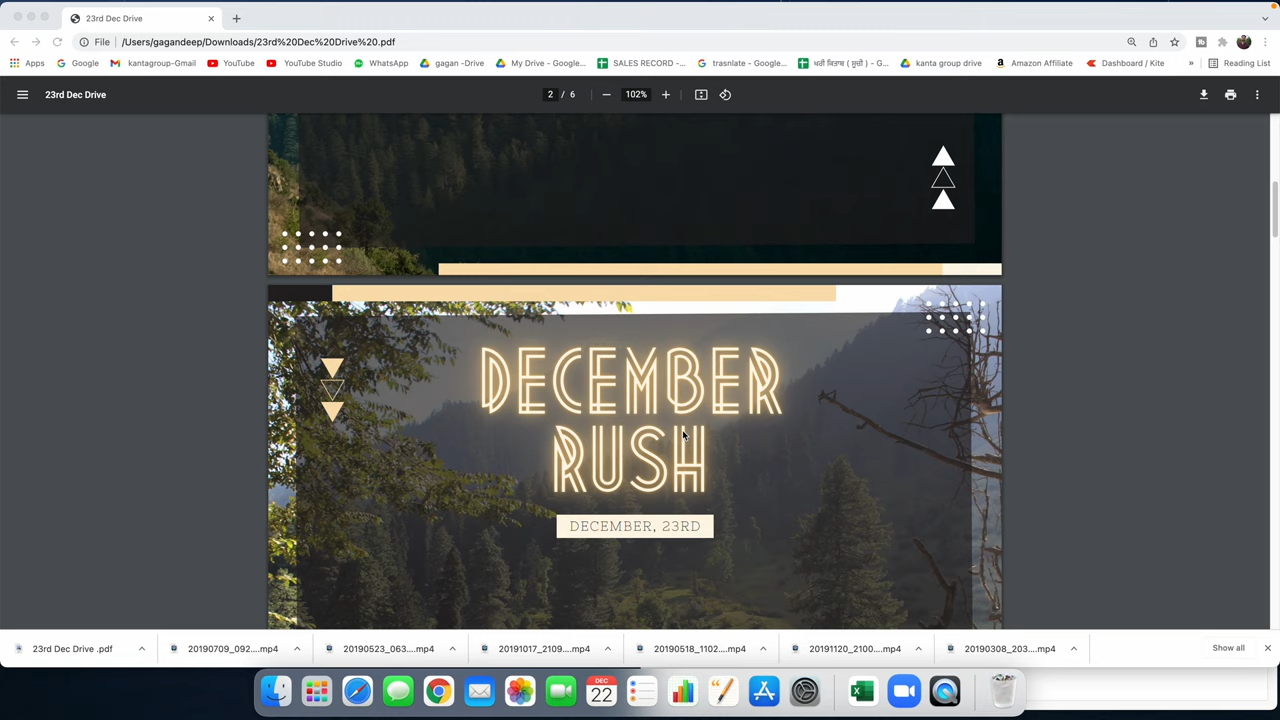 23rd Dec Drive
File
/Users/gagandeep/Downloads/23rd%20Dec%20Drive%20.pdf
Apps
Google
kantagroup-Gmail
YouTube
YouTube Studio
WhatsApp
gagan -Drive
My Drive - Google...
SALES RECORD -...
trasnlate - Google...
ਖਰੀ ਕਿਤਾਬ ( ਸੂਚੀ ) - G...
kanta group drive
Amazon Affiliate
Dashboard / Kite
»
Reading List
23rd Dec Drive
2 / 6
102%
DECEMBER
RUSH
DECEMBER, 23RD
23rd Dec Drive .pdf
20190709_092....mp4
20190523_063....mp4
20191017_2109....mp4
20190518_1102....mp4
20191120_2100....mp4
20190308_203....mp4
Show all
DEC
22